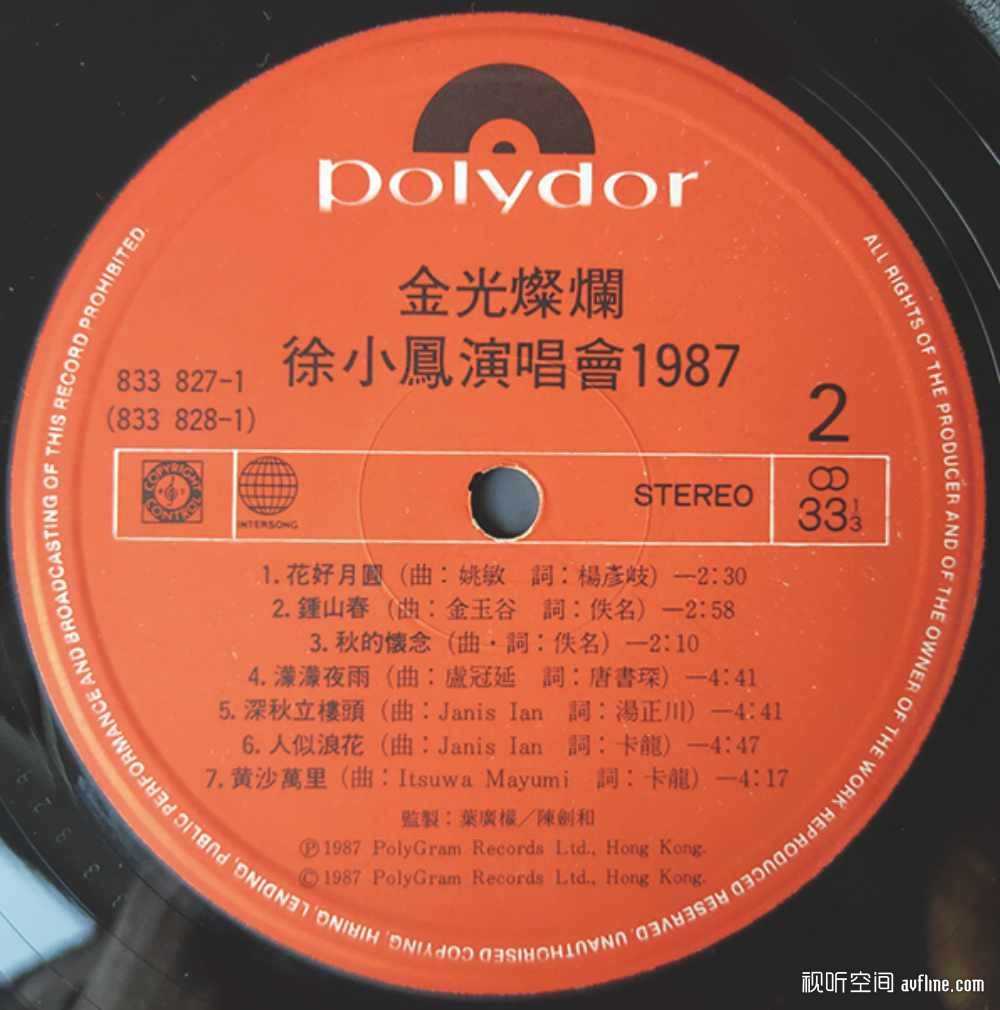 polydor
金光燦爛
徐小鳳演唱會1987
833 827-1
(833 828-1)
2
COPYRIGHT CONTROL
INTERSONG
STEREO
33 1/3
1. 花好月圓 (曲：姚敏 詞：楊彥岐) —2:30
2. 鍾山春 (曲：金玉谷 詞：佚名) —2:58
3. 秋的懷念 (曲·詞：佚名) —2:10
4. 濛濛夜雨 (曲：盧冠延 詞：唐書琛) —4:41
5. 深秋立樓頭 (曲：Janis Ian 詞：湯正川) —4:41
6. 人似浪花 (曲：Janis Ian 詞：卡龍) —4:47
7. 黃沙萬里 (曲：Itsuwa Mayumi 詞：卡龍) —4:17
監製：葉廣權／陳劍和
Ⓟ 1987 PolyGram Records Ltd., Hong Kong.
© 1987 PolyGram Records Ltd., Hong Kong.
ALL RIGHTS OF THE PRODUCER AND OF THE OWNER OF THE WORK REPRODUCED RESERVED. UNAUTHORISED COPYING, HIRING, LENDING, PUBLIC PERFORMANCE AND BROADCASTING OF THIS RECORD PROHIBITED.
视听空间 avfline.com